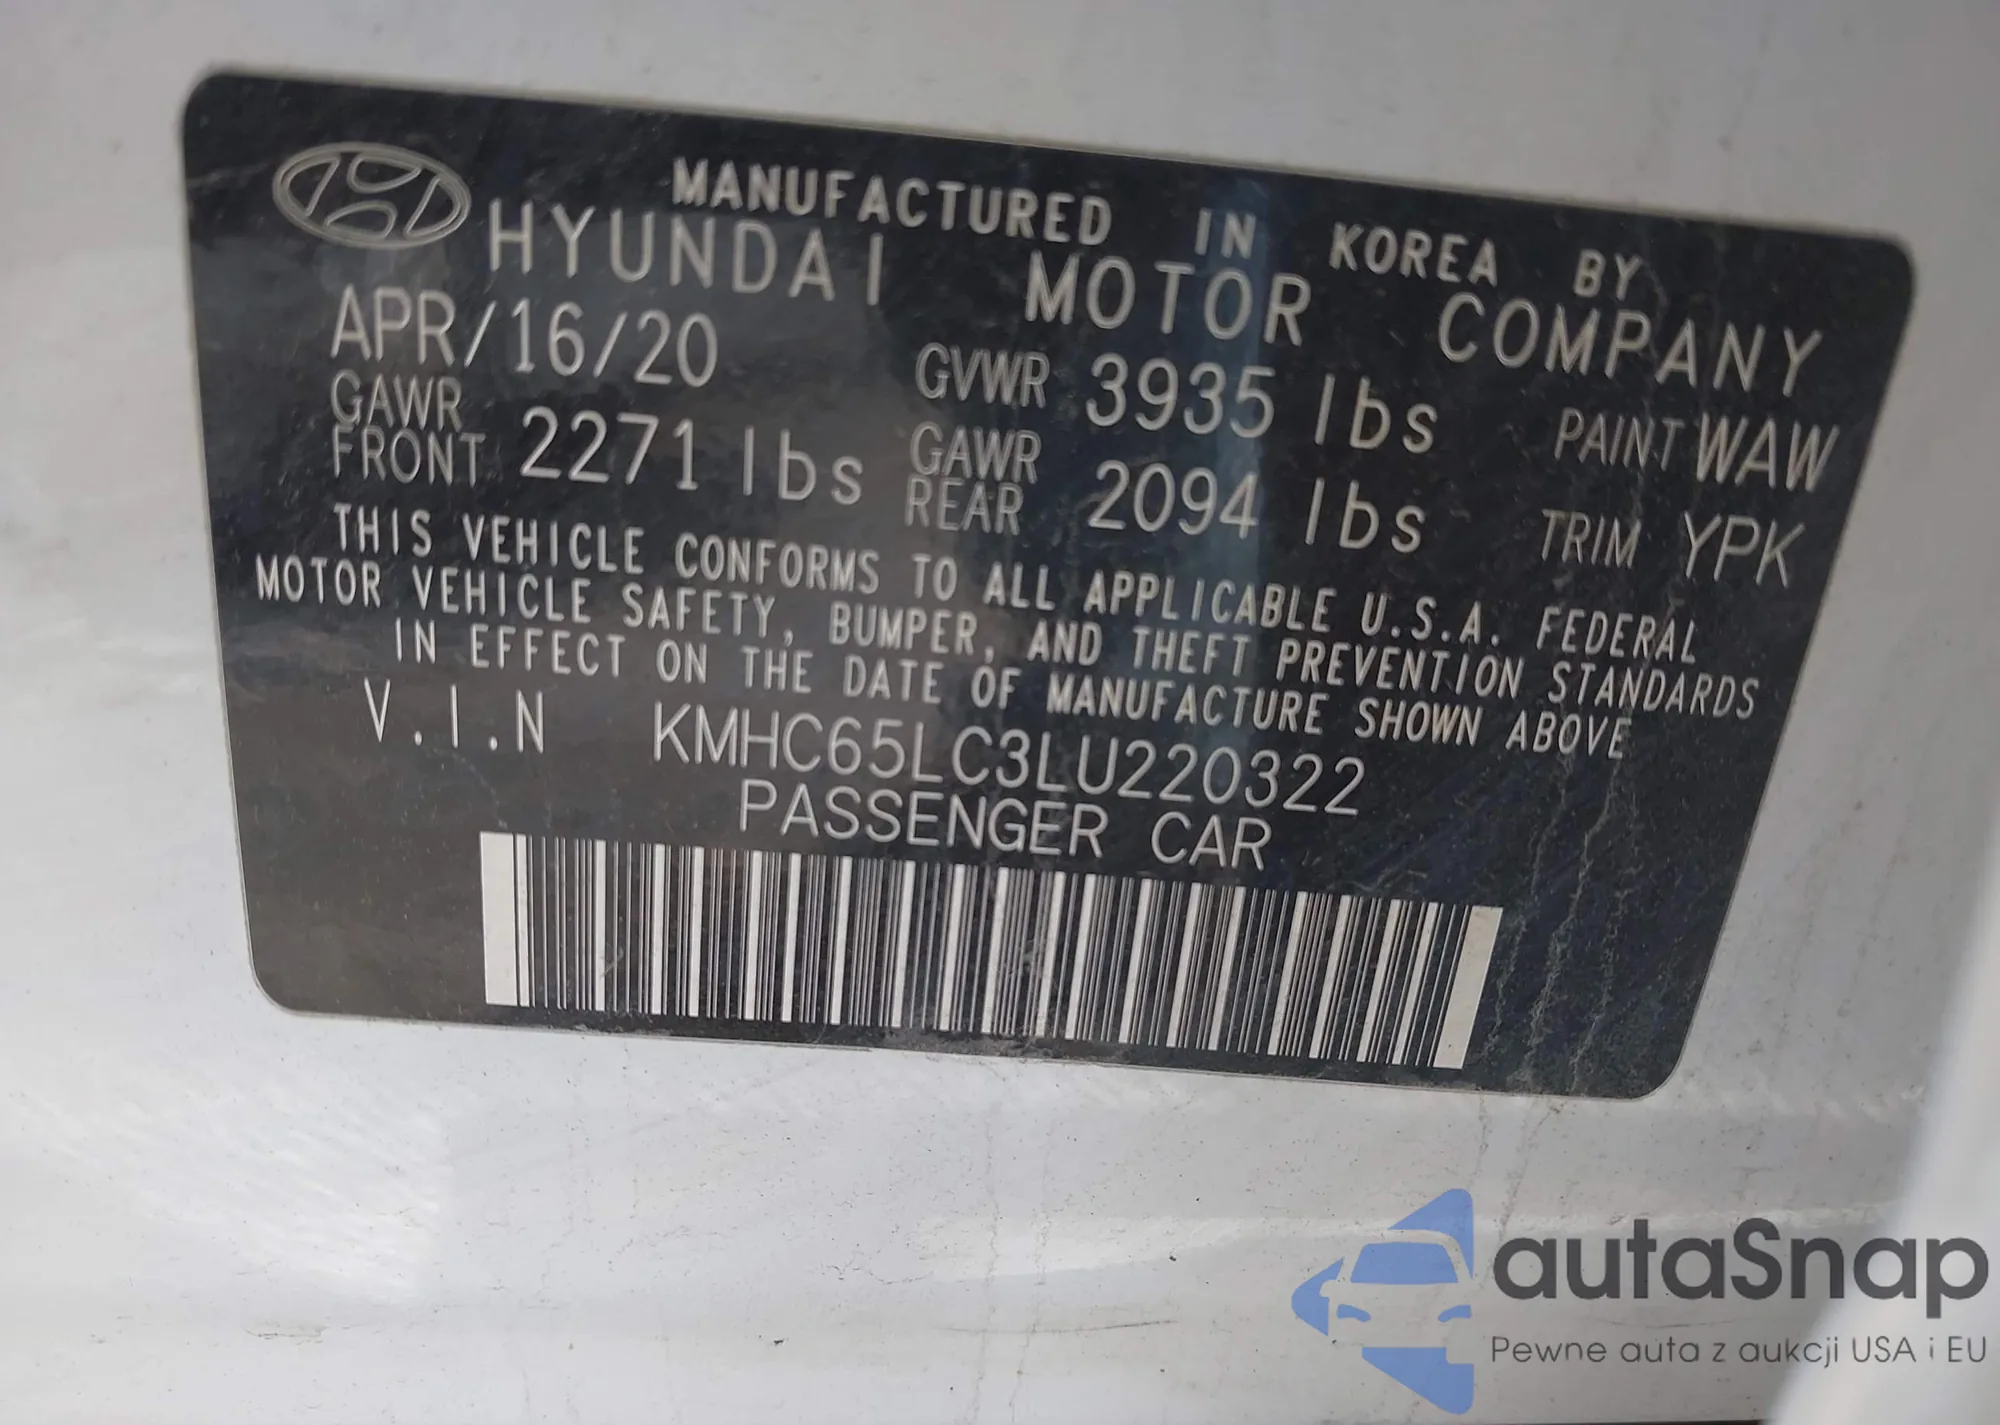 MANUFACTURED IN KOREA BY
HYUNDAI MOTOR COMPANY
APR/16/20 GVWR 3935 lbs PAINT WAW
GAWR FRONT 2271 lbs GAWR REAR 2094 lbs TRIM YPK
THIS VEHICLE CONFORMS TO ALL APPLICABLE U.S.A. FEDERAL
MOTOR VEHICLE SAFETY, BUMPER, AND THEFT PREVENTION STANDARDS
IN EFFECT ON THE DATE OF MANUFACTURE SHOWN ABOVE
V.I.N KMHC65LC3LU220322
PASSENGER CAR
autaSnap
Pewne auta z aukcji USA i EU